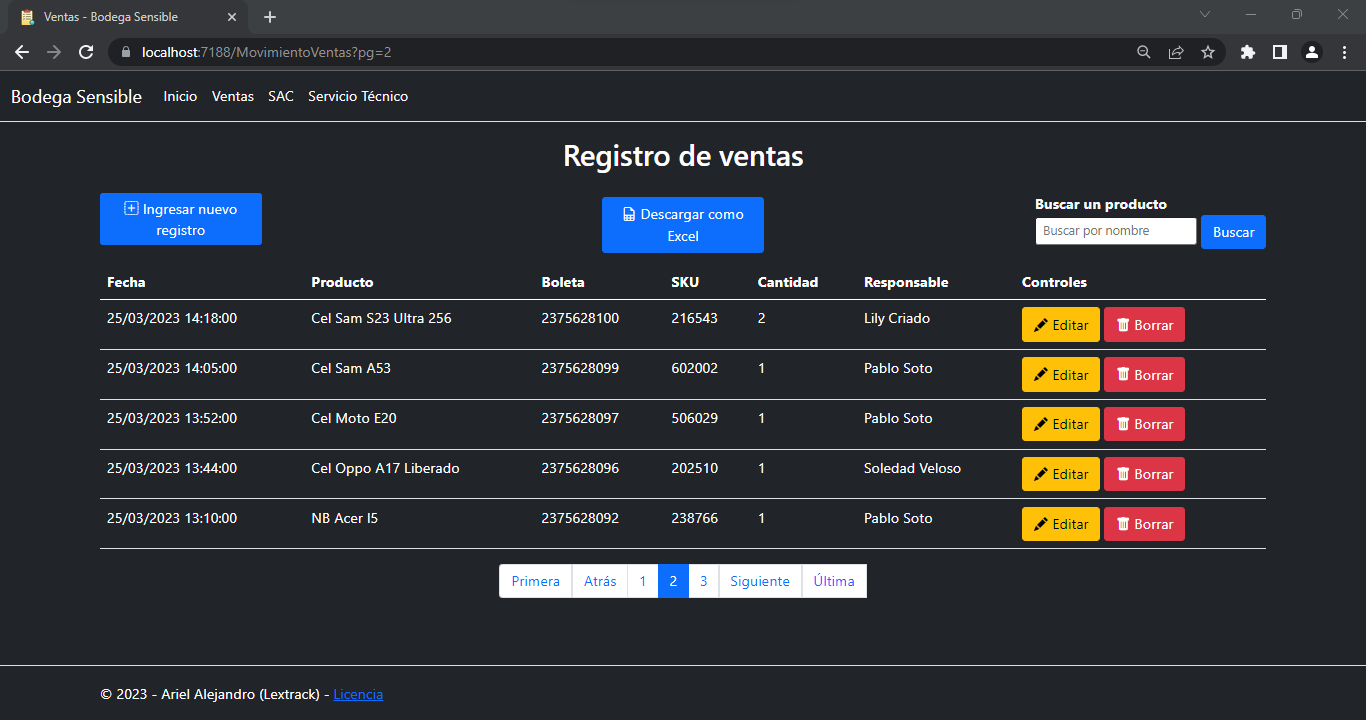 Ventas - Bodega Sensible
localhost:7188/MovimientoVentas?pg=2
Bodega Sensible Inicio Ventas SAC Servicio Técnico
Registro de ventas
Ingresar nuevo
registro
Descargar como
Excel
Buscar un producto
Buscar por nombre Buscar
Fecha Producto Boleta SKU Cantidad Responsable Controles
25/03/2023 14:18:00 Cel Sam S23 Ultra 256 2375628100 216543 2 Lily Criado Editar Borrar
25/03/2023 14:05:00 Cel Sam A53 2375628099 602002 1 Pablo Soto Editar Borrar
25/03/2023 13:52:00 Cel Moto E20 2375628097 506029 1 Pablo Soto Editar Borrar
25/03/2023 13:44:00 Cel Oppo A17 Liberado 2375628096 202510 1 Soledad Veloso Editar Borrar
25/03/2023 13:10:00 NB Acer I5 2375628092 238766 1 Pablo Soto Editar Borrar
Primera Atrás 1 2 3 Siguiente Última
© 2023 - Ariel Alejandro (Lextrack) - Licencia